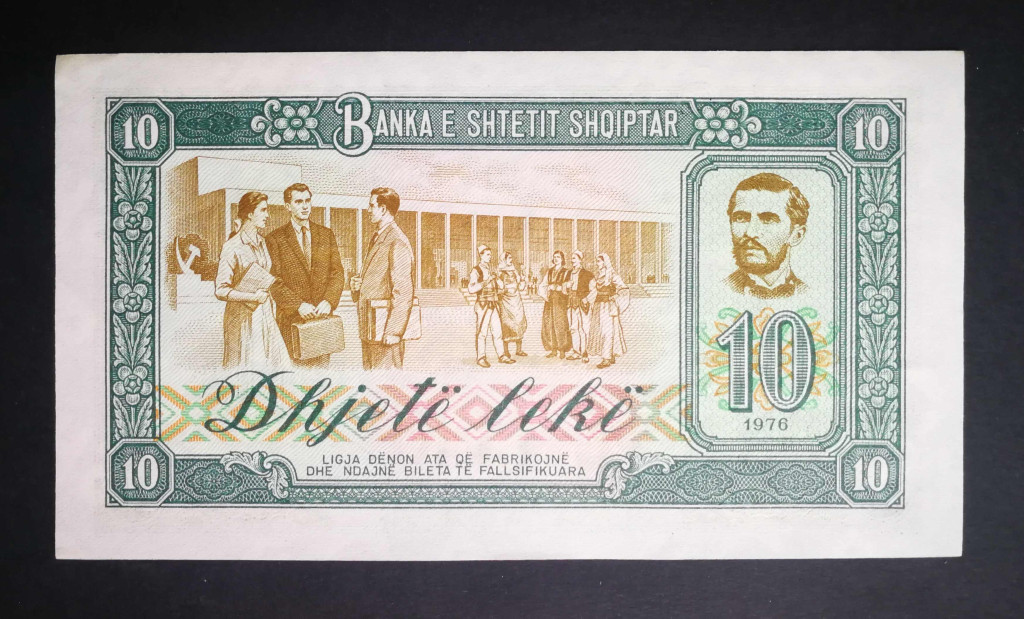 10 BANKA E SHTETIT SHQIPTAR 10
10
1976
Dhjetë lekë
LIGJA DËNON ATA QË FABRIKOJNË
DHE NDAJNË BILETA TË FALLSIFIKUARA
10 10